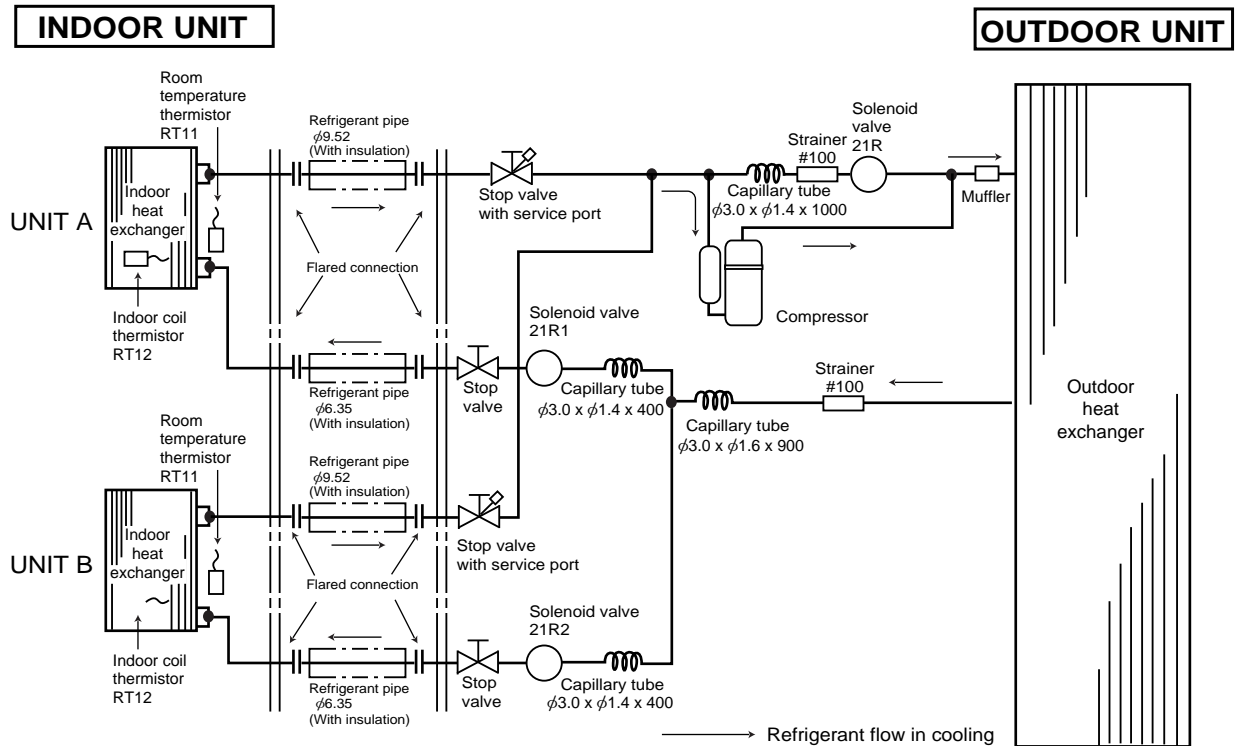 INDOOR UNIT
OUTDOOR UNIT
Room
temperature
thermistor
RT11
Refrigerant pipe
ϕ9.52
(With insulation)
Solenoid
valve
21R
Strainer
#100
Indoor
heat
exchanger
UNIT A
Stop valve
with service port
Capillary tube
ϕ3.0 x ϕ1.4 x 1000
Muffler
Flared connection
Indoor coil
thermistor
RT12
Solenoid valve
21R1
Compressor
Refrigerant pipe
ϕ6.35
(With insulation)
Stop
valve
Capillary tube
ϕ3.0 x ϕ1.4 x 400
Strainer
#100
Outdoor
heat
exchanger
Capillary tube
ϕ3.0 x ϕ1.6 x 900
Room
temperature
thermistor
RT11
Refrigerant pipe
ϕ9.52
(With insulation)
Indoor
heat
exchanger
UNIT B
Stop valve
with service port
Flared connection
Solenoid valve
21R2
Indoor coil
thermistor
RT12
Refrigerant pipe
ϕ6.35
(With insulation)
Stop
valve
Capillary tube
ϕ3.0 x ϕ1.4 x 400
Refrigerant flow in cooling